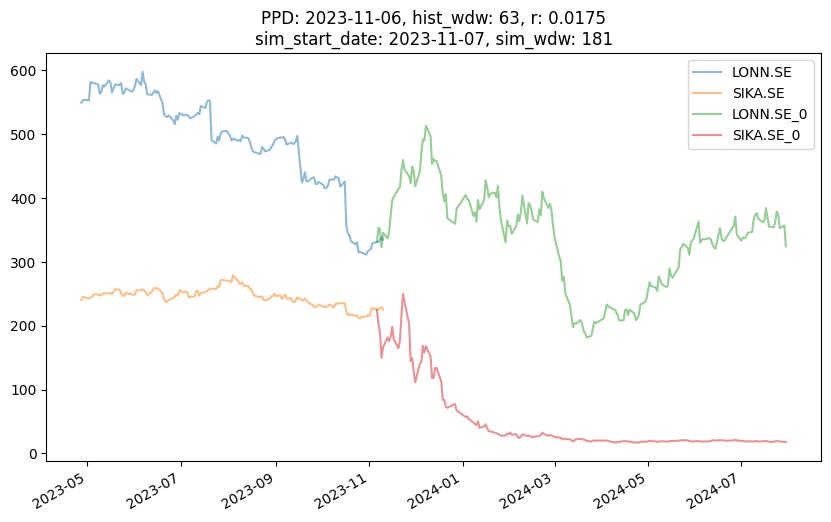 PPD: 2023-11-06, hist_wdw: 63, r: 0.0175
sim_start_date: 2023-11-07, sim_wdw: 181
LONN.SE
SIKA.SE
LONN.SE_0
SIKA.SE_0
600
500
400
300
200
100
0
2023-05
2023-07
2023-09
2023-11
2024-01
2024-03
2024-05
2024-07